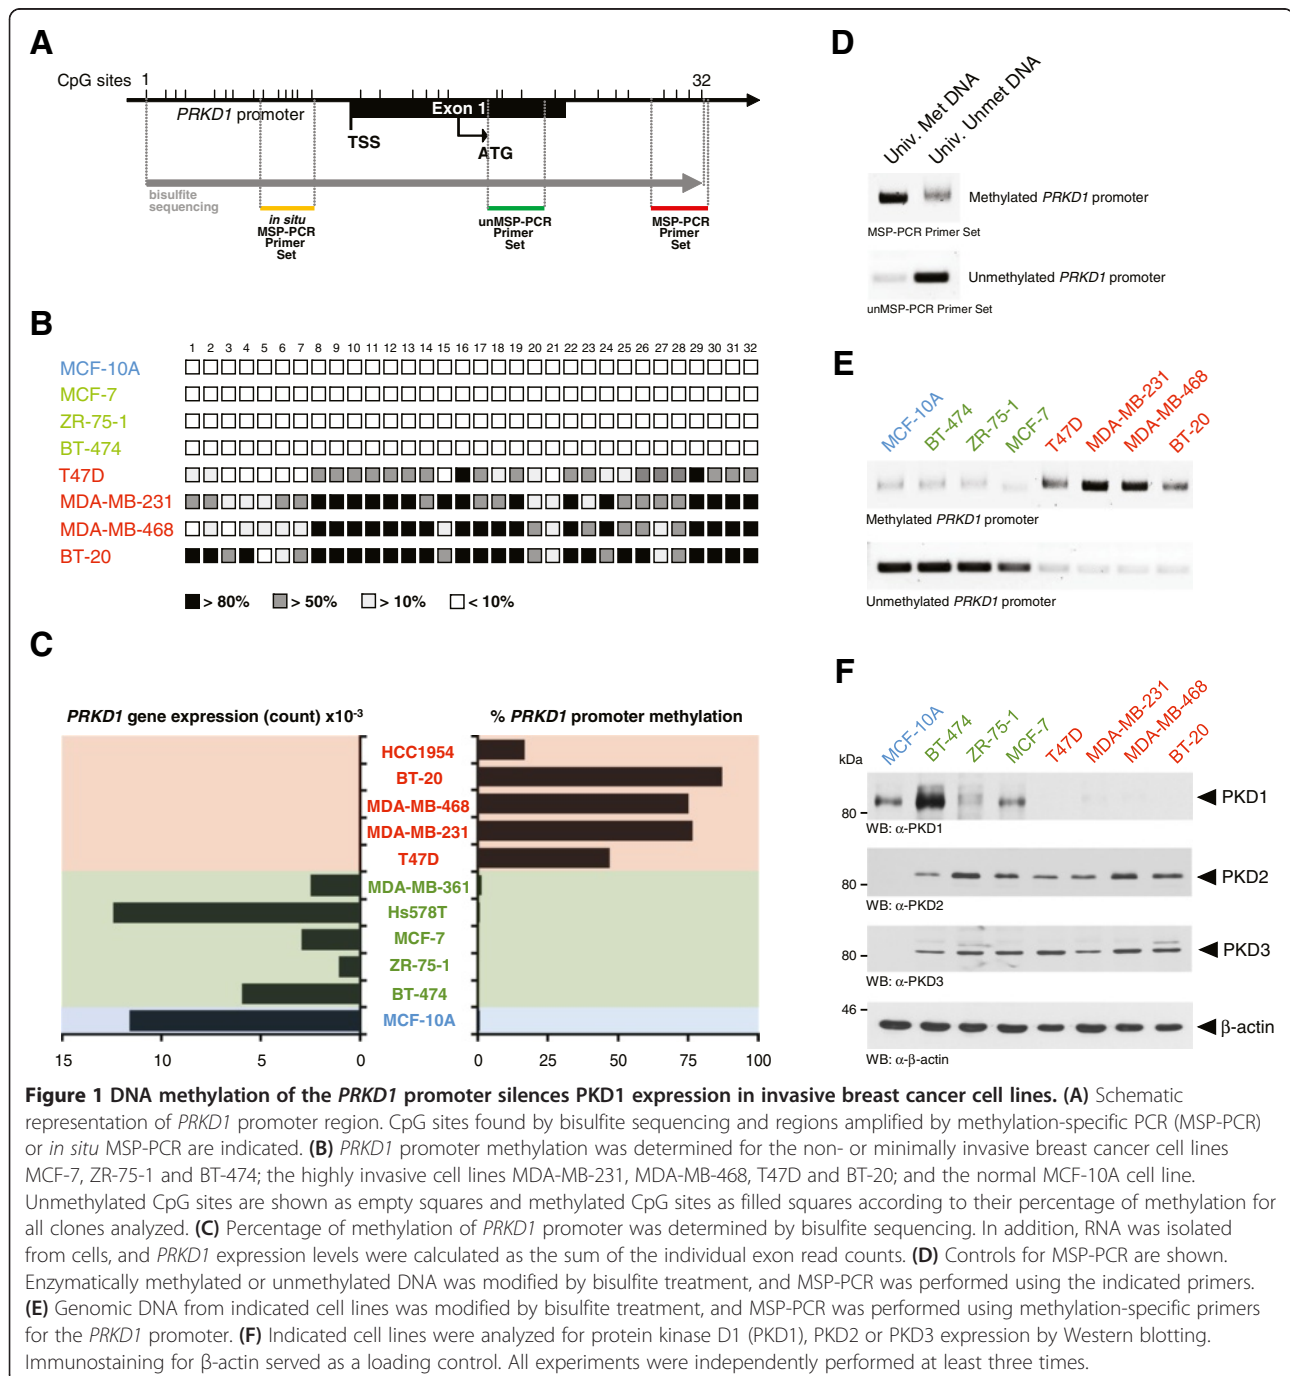 A
CpG sites 1 32
PRKD1 promoter
Exon 1
TSS
ATG
bisulfite
sequencing
in situ
MSP-PCR
Primer
Set
unMSP-PCR
Primer
Set
MSP-PCR
Primer
Set
B
1 2 3 4 5 6 7 8 9 10 11 12 13 14 15 16 17 18 19 20 21 22 23 24 25 26 27 28 29 30 31 32
MCF-10A
MCF-7
ZR-75-1
BT-474
T47D
MDA-MB-231
MDA-MB-468
BT-20
> 80% > 50% > 10% < 10%
C
PRKD1 gene expression (count) x10-3
% PRKD1 promoter methylation
HCC1954
BT-20
MDA-MB-468
MDA-MB-231
T47D
MDA-MB-361
Hs578T
MCF-7
ZR-75-1
BT-474
MCF-10A
15 10 5 0 0 25 50 75 100
D
Univ. Met DNA
Univ. Unmet DNA
Methylated PRKD1 promoter
MSP-PCR Primer Set
Unmethylated PRKD1 promoter
unMSP-PCR Primer Set
E
MCF-10A
BT-474
ZR-75-1
MCF-7
T47D
MDA-MB-231
MDA-MB-468
BT-20
Methylated PRKD1 promoter
Unmethylated PRKD1 promoter
F
MCF-10A
BT-474
ZR-75-1
MCF-7
T47D
MDA-MB-231
MDA-MB-468
BT-20
kDa
80
PKD1
WB: α-PKD1
80
PKD2
WB: α-PKD2
80
PKD3
WB: α-PKD3
46
β-actin
WB: α-β-actin
Figure 1 DNA methylation of the PRKD1 promoter silences PKD1 expression in invasive breast cancer cell lines. (A) Schematic
representation of PRKD1 promoter region. CpG sites found by bisulfite sequencing and regions amplified by methylation-specific PCR (MSP-PCR)
or in situ MSP-PCR are indicated. (B) PRKD1 promoter methylation was determined for the non- or minimally invasive breast cancer cell lines
MCF-7, ZR-75-1 and BT-474; the highly invasive cell lines MDA-MB-231, MDA-MB-468, T47D and BT-20; and the normal MCF-10A cell line.
Unmethylated CpG sites are shown as empty squares and methylated CpG sites as filled squares according to their percentage of methylation for
all clones analyzed. (C) Percentage of methylation of PRKD1 promoter was determined by bisulfite sequencing. In addition, RNA was isolated
from cells, and PRKD1 expression levels were calculated as the sum of the individual exon read counts. (D) Controls for MSP-PCR are shown.
Enzymatically methylated or unmethylated DNA was modified by bisulfite treatment, and MSP-PCR was performed using the indicated primers.
(E) Genomic DNA from indicated cell lines was modified by bisulfite treatment, and MSP-PCR was performed using methylation-specific primers
for the PRKD1 promoter. (F) Indicated cell lines were analyzed for protein kinase D1 (PKD1), PKD2 or PKD3 expression by Western blotting.
Immunostaining for β-actin served as a loading control. All experiments were independently performed at least three times.